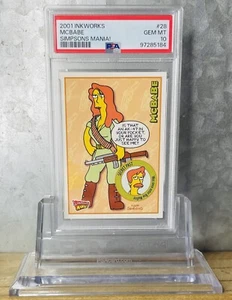 2001 INKWORKS #28
MCBABE GEM MT
SIMPSONS MANIA! 10
PSA 97285184
MCBABE
IS THAT
AN AK-47 IN
YOUR POCKET
OR ARE YOU
JUST HAPPY
TO SEE ME?